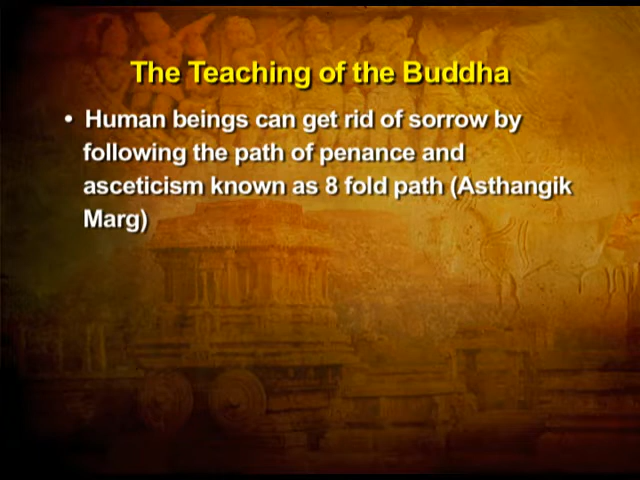 The Teaching of the Buddha
• Human beings can get rid of sorrow by
following the path of penance and
asceticism known as 8 fold path (Asthangik
Marg)